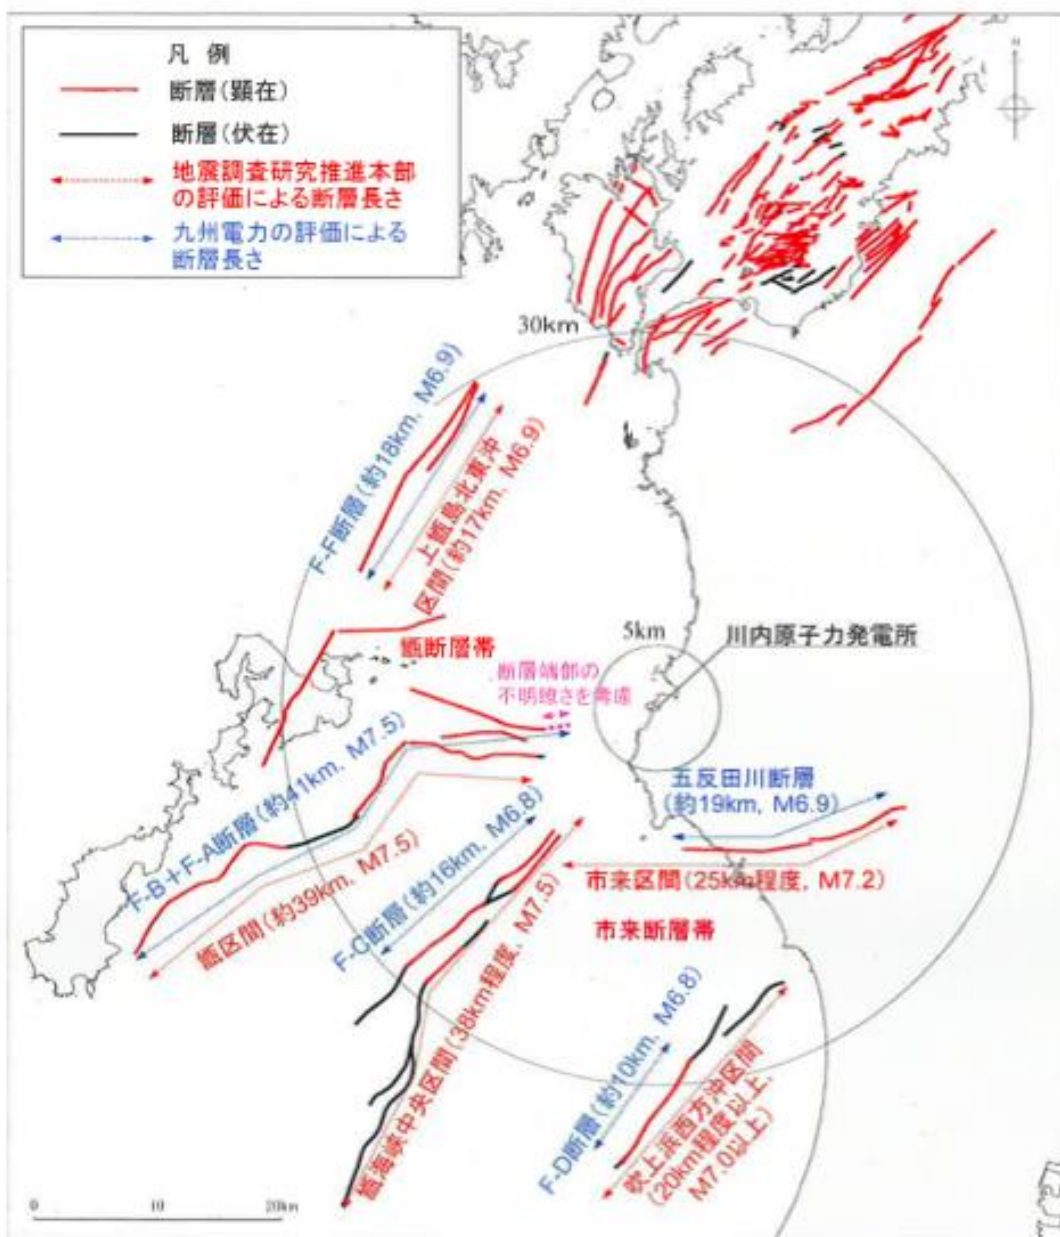 凡 例
断層(顕在)
断層(伏在)
地震調査研究推進本部
の評価による断層長さ
九州電力の評価による
断層長さ
N
30km
F-F断層(約18km, M6.9)
上甑島北東沖
区間(約17km, M6.9)
甑断層帯
5km
川内原子力発電所
断層端部の
不明瞭さを考慮
五反田川断層
(約19km, M6.9)
F-B+F-A断層(約41km, M7.5)
甑区間(約39km, M7.5)
F-C断層(約16km, M6.8)
市来区間(25km程度, M7.2)
市来断層帯
甑海峡中央区間(38km程度, M7.5)
F-D断層(約10km, M6.8)
吹上浜西方沖区間
(20km程度以上,
M7.0以上)
0 10 20km